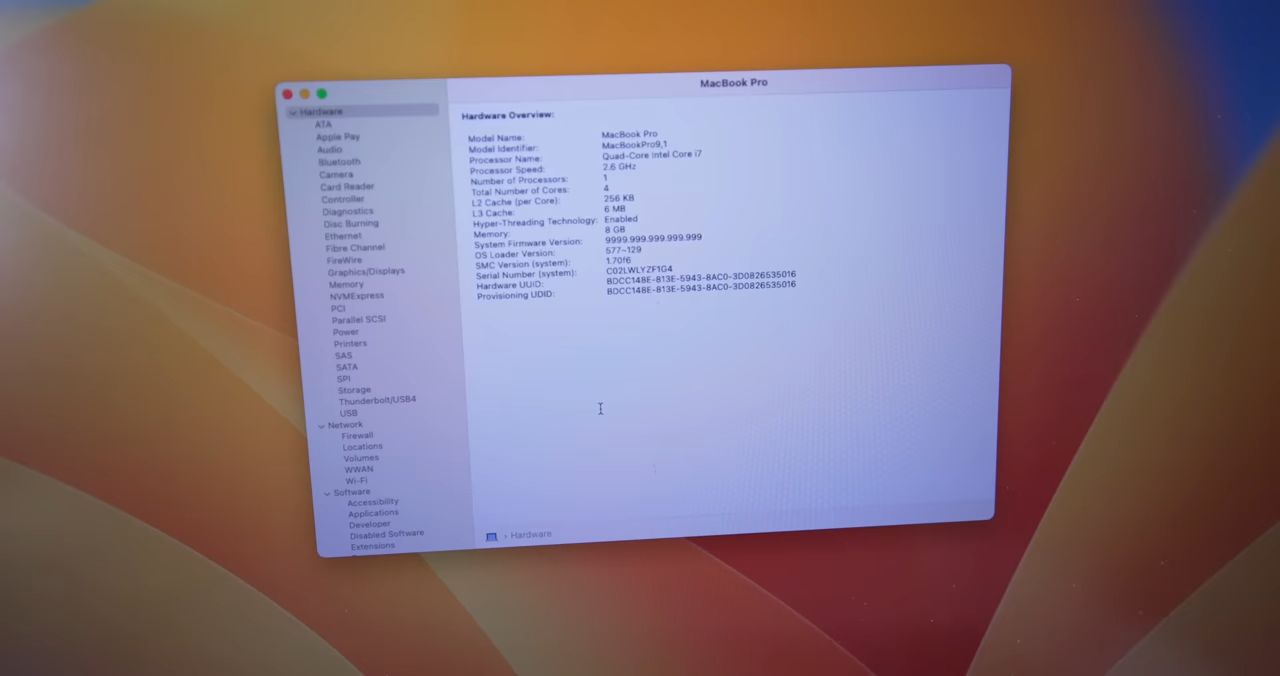 MacBook Pro
Hardware
ATA
Apple Pay
Audio
Bluetooth
Camera
Card Reader
Controller
Diagnostics
Disc Burning
Ethernet
Fibre Channel
FireWire
Graphics/Displays
Memory
NVMExpress
PCI
Parallel SCSI
Power
Printers
SAS
SATA
SPI
Storage
Thunderbolt/USB4
USB
Network
Firewall
Locations
Volumes
WWAN
Wi-Fi
Software
Accessibility
Applications
Developer
Disabled Software
Extensions
Hardware Overview:
Model Name: MacBook Pro
Model Identifier: MacBookPro9,1
Processor Name: Quad-Core Intel Core i7
Processor Speed: 2.6 GHz
Number of Processors: 1
Total Number of Cores: 4
L2 Cache (per Core): 256 KB
L3 Cache: 6 MB
Hyper-Threading Technology: Enabled
Memory: 8 GB
System Firmware Version: 9999.999.999.999.999
OS Loader Version: 577~129
SMC Version (system): 1.70f6
Serial Number (system): C02LWLYZF1G4
Hardware UUID: BDCC148E-813E-5943-8AC0-3D0826535016
Provisioning UDID: BDCC148E-813E-5943-8AC0-3D0826535016
› Hardware